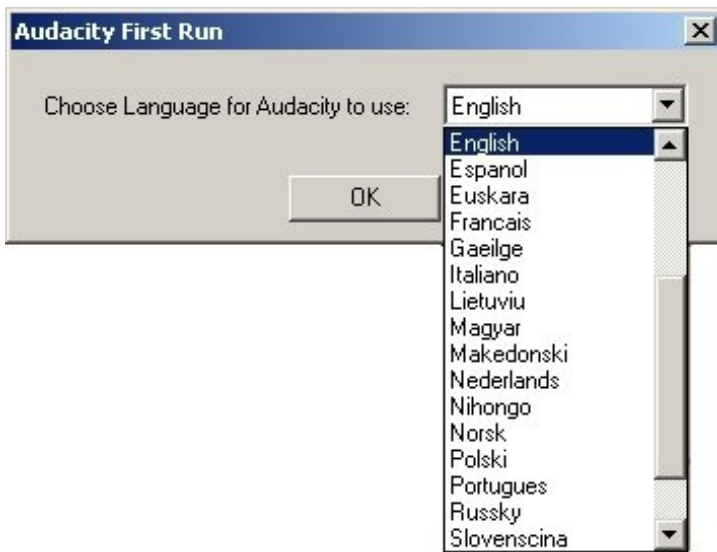 Audacity First Run
Choose Language for Audacity to use: English
English
Espanol
Euskara
OK
Francais
Gaeilge
Italiano
Lietuviu
Magyar
Makedonski
Nederlands
Nihongo
Norsk
Polski
Portugues
Russky
Slovenscina